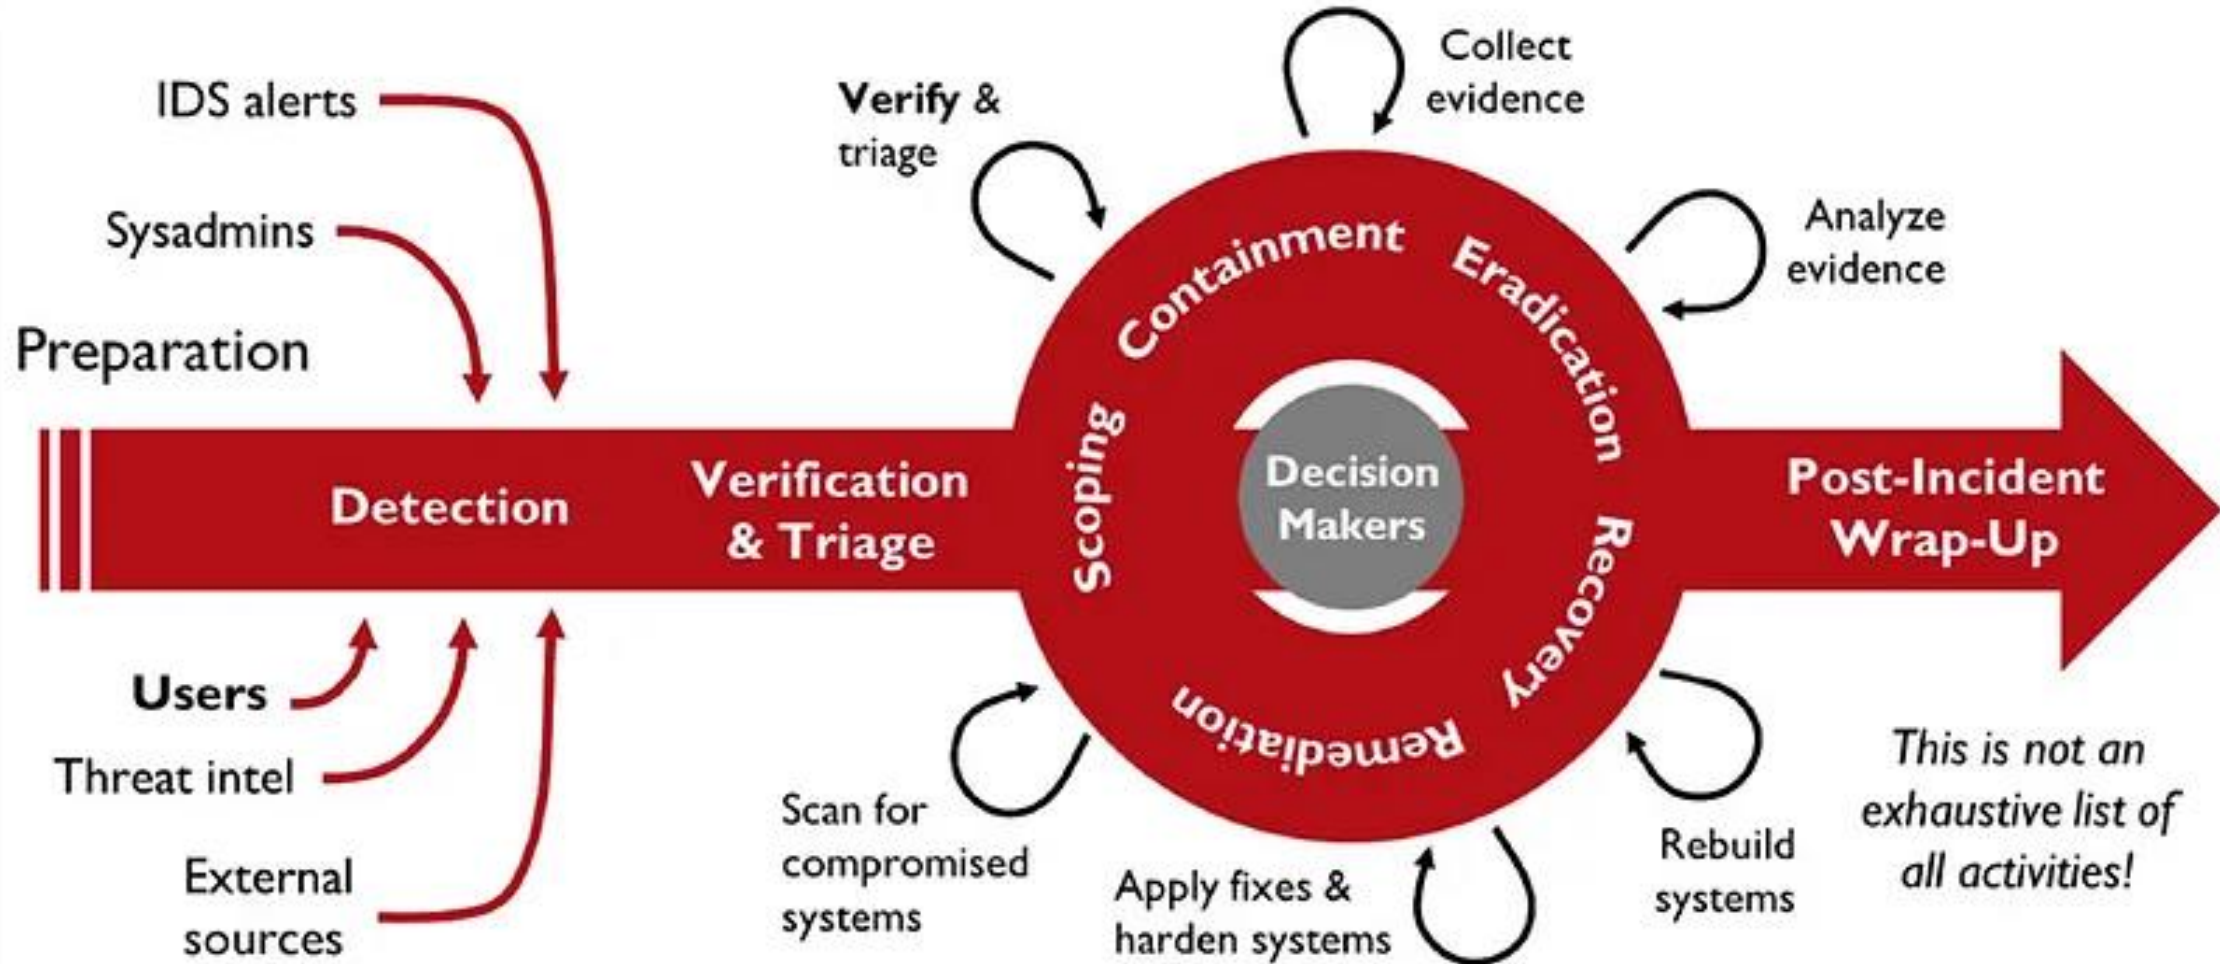 IDS alerts
Sysadmins
Preparation
Detection
Users
Threat intel
External
sources
Verification
& Triage
Verify &
triage
Collect
evidence
Analyze
evidence
Scoping
Containment
Eradication
Recovery
Remediation
Decision
Makers
Scan for
compromised
systems
Apply fixes &
harden systems
Rebuild
systems
Post-Incident
Wrap-Up
This is not an
exhaustive list of
all activities!